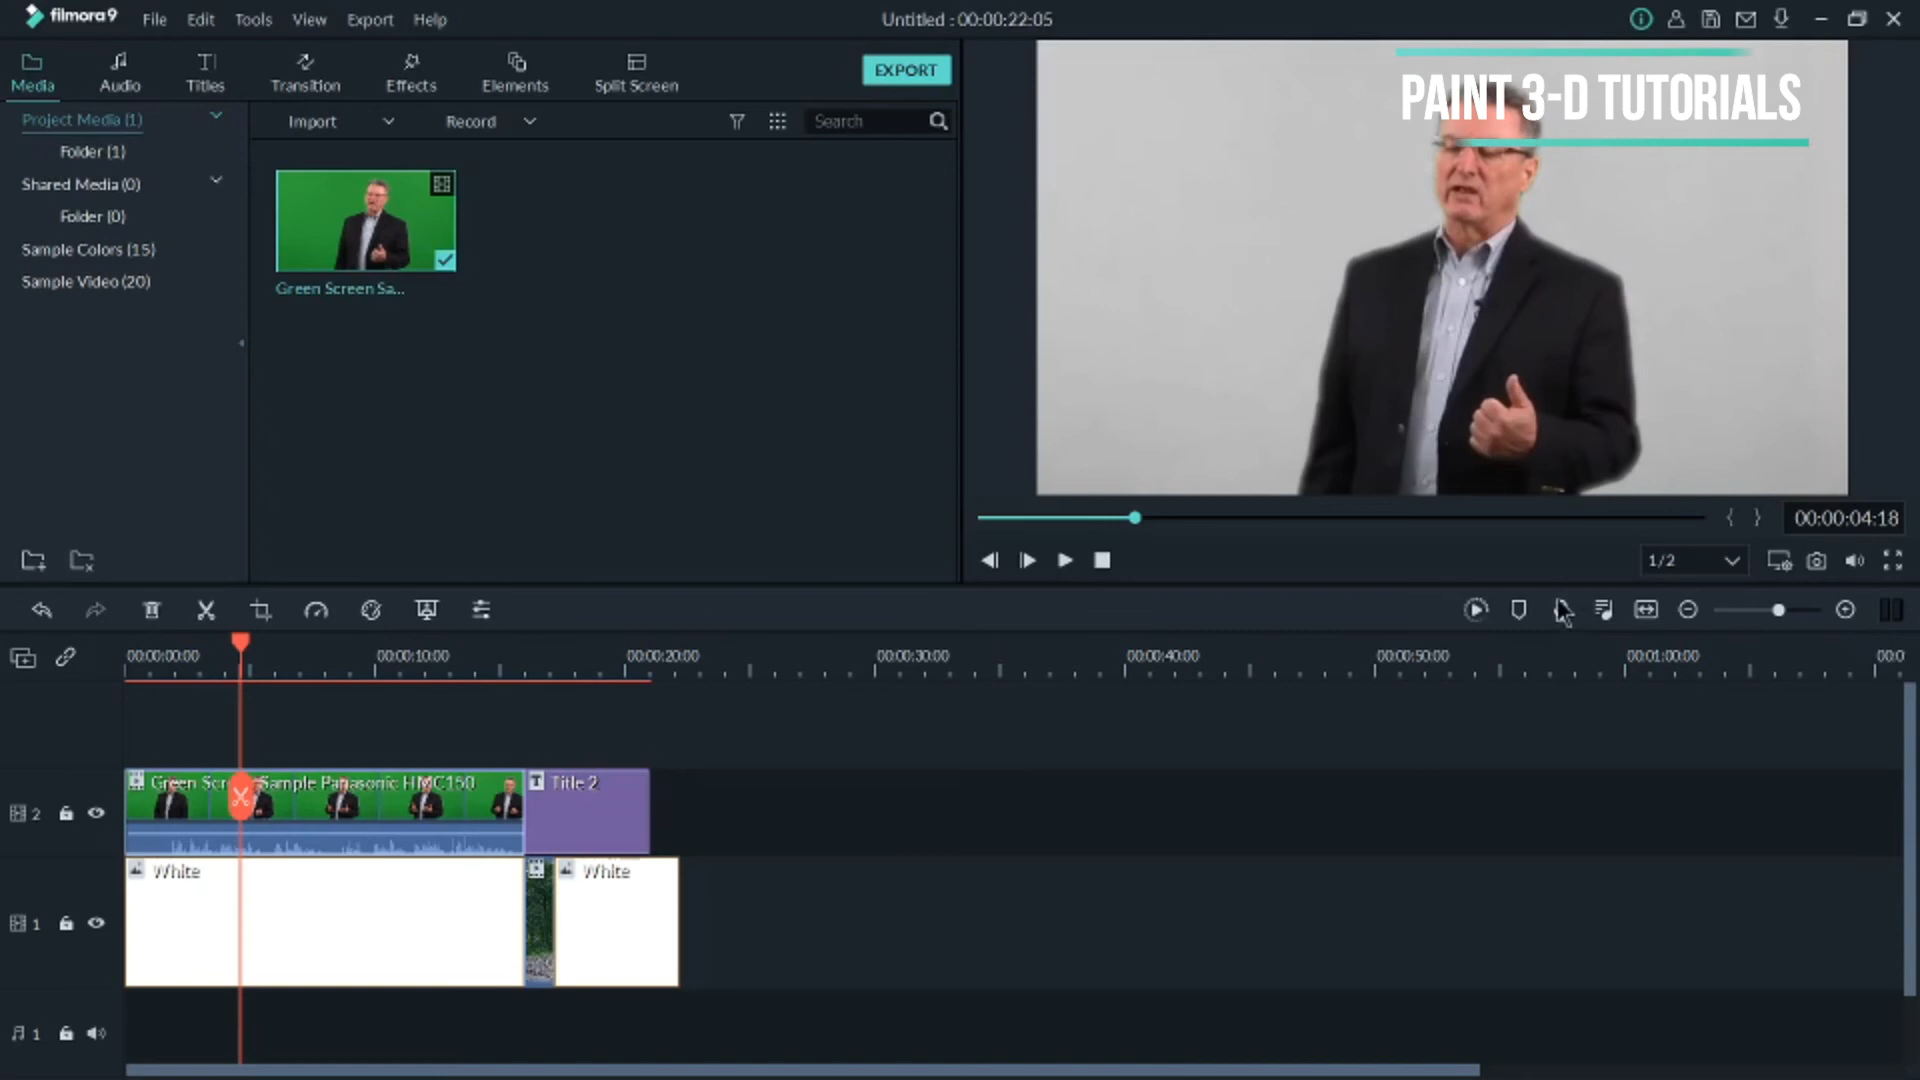 filmora9 File Edit Tools View Export Help Untitled : 00:00:22:05
Media Audio Titles Transition Effects Elements Split Screen EXPORT
PAINT 3-D TUTORIALS
Project Media (1) Import Record Search
Folder (1)
Shared Media (0)
Folder (0)
Sample Colors (15)
Sample Video (20)
Green Screen Sa...
00:00:04:18
1/2
00:00:00:00 00:00:10:00 00:00:20:00 00:00:30:00 00:00:40:00 00:00:50:00 00:01:00:00 00:0
Green Scr Sample Panasonic HMC150 T Title 2
2
White White
1
1